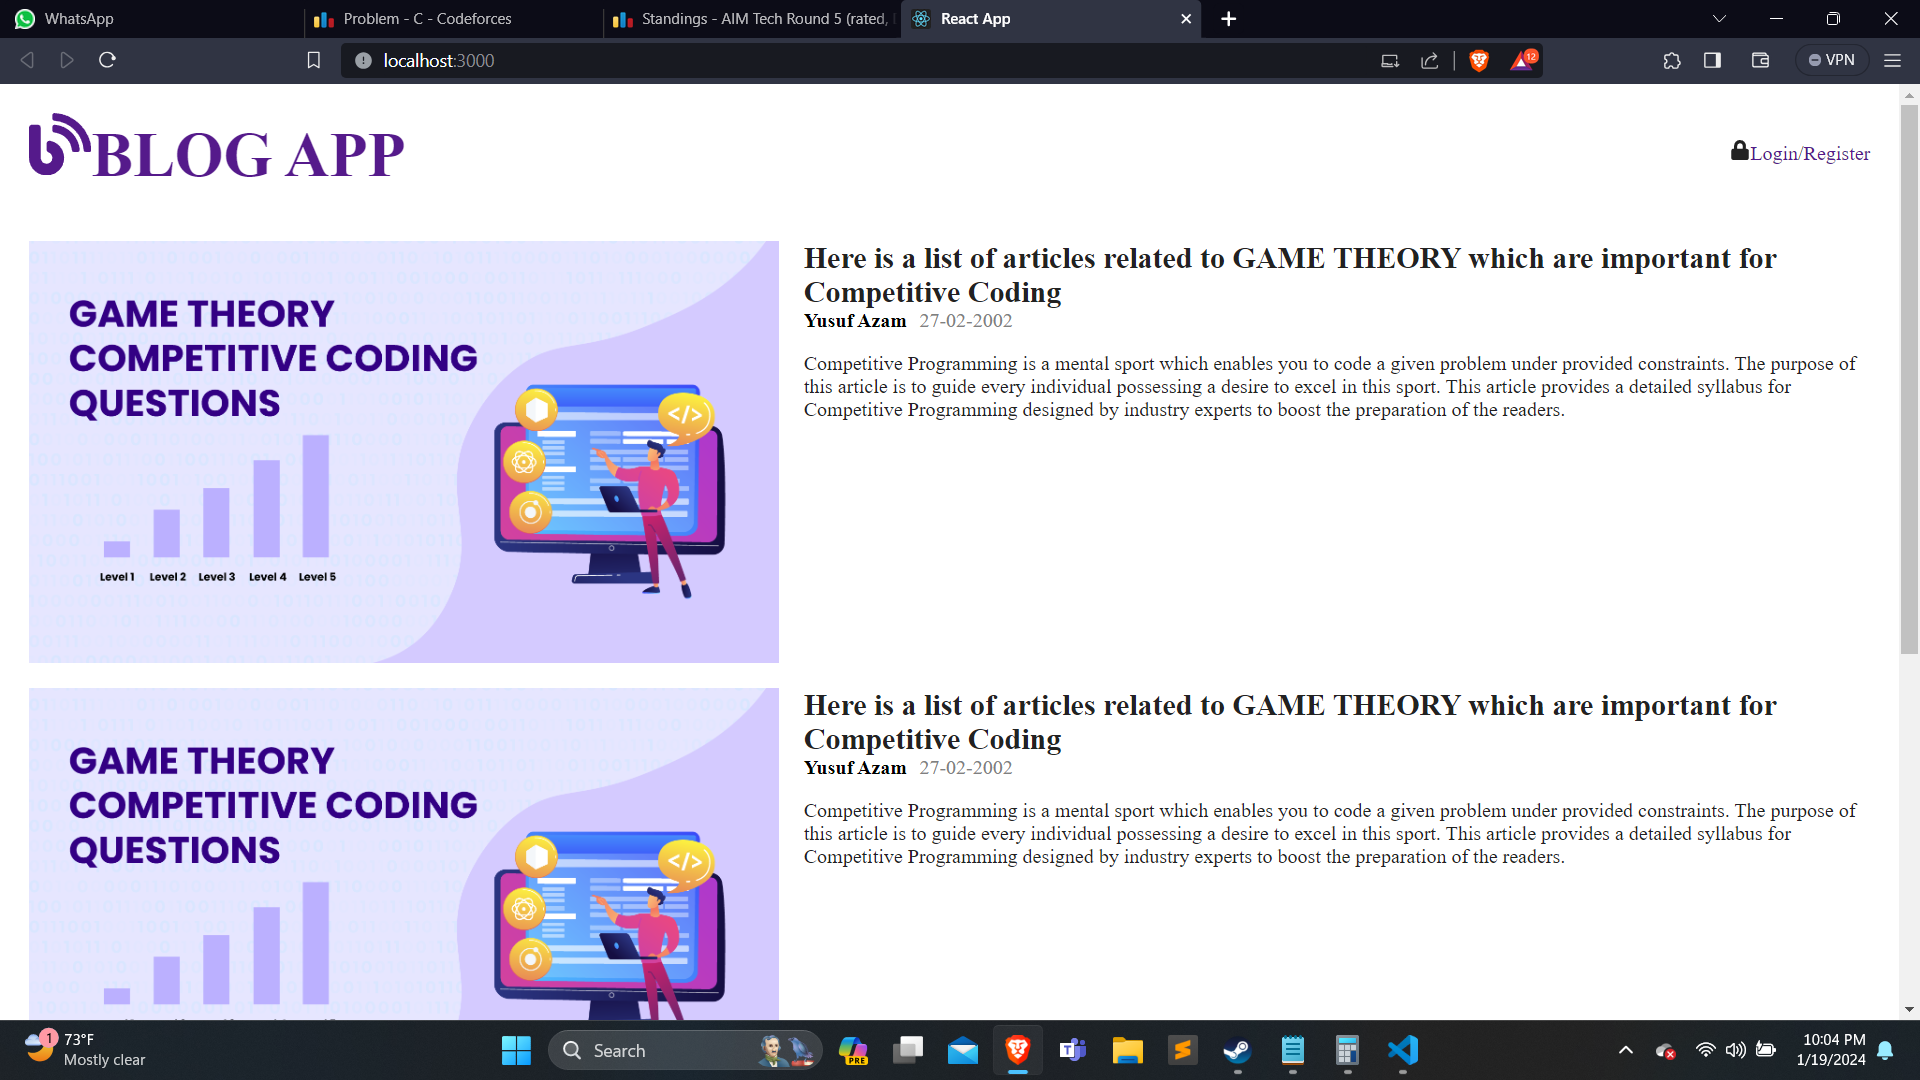 WhatsApp
Problem - C - Codeforces
Standings - AIM Tech Round 5 (rated,
React App
localhost:3000
12
VPN
BLOG APP
Login/Register
GAME THEORY
COMPETITIVE CODING
QUESTIONS
</>
Level 1 Level 2 Level 3 Level 4 Level 5
Here is a list of articles related to GAME THEORY which are important for
Competitive Coding
Yusuf Azam 27-02-2002
Competitive Programming is a mental sport which enables you to code a given problem under provided constraints. The purpose of
this article is to guide every individual possessing a desire to excel in this sport. This article provides a detailed syllabus for
Competitive Programming designed by industry experts to boost the preparation of the readers.
GAME THEORY
COMPETITIVE CODING
QUESTIONS
</>
Here is a list of articles related to GAME THEORY which are important for
Competitive Coding
Yusuf Azam 27-02-2002
Competitive Programming is a mental sport which enables you to code a given problem under provided constraints. The purpose of
this article is to guide every individual possessing a desire to excel in this sport. This article provides a detailed syllabus for
Competitive Programming designed by industry experts to boost the preparation of the readers.
1
73°F
Mostly clear
Search
PRE
10:04 PM
1/19/2024